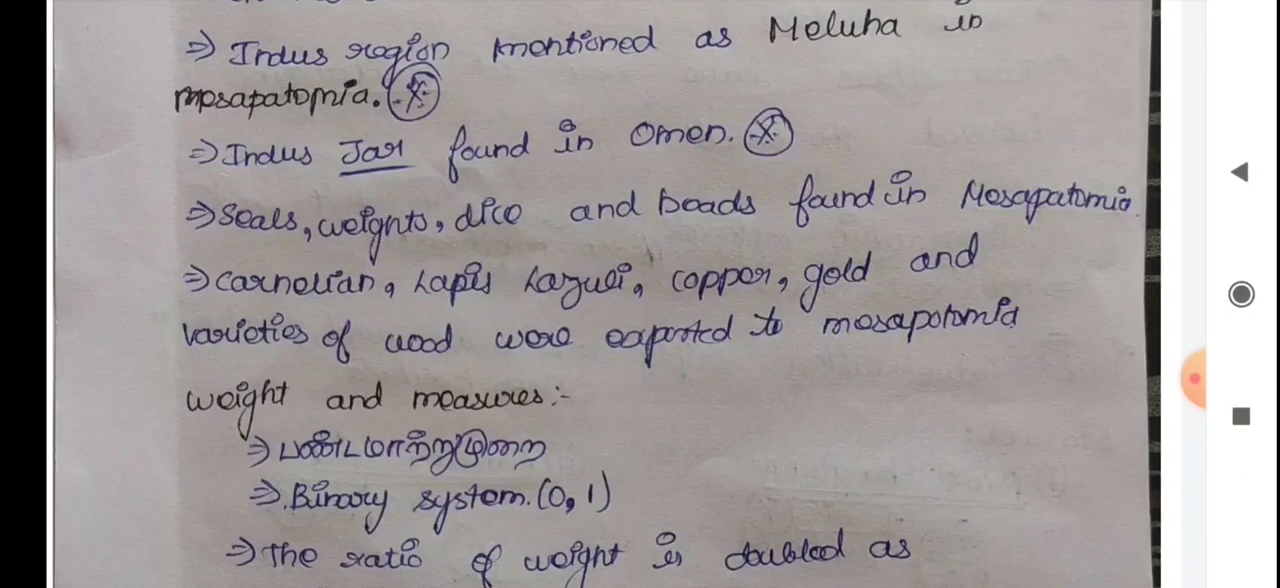 ⇒ Indus region mentioned as Meluha in
mesapatomia.
⇒ Indus Jar found in Omen.
⇒ Seals, weights, dice and beads found in Mesapatomia.
⇒ Carnelian, Lapis Lazuli, copper, gold and
varieties of wood were exported to mesapotomia
weight and measures:-
⇒ பண்டமாற்றுமுறை
⇒ Binary system. (0, 1)
⇒ The ratio of weight is doubled as